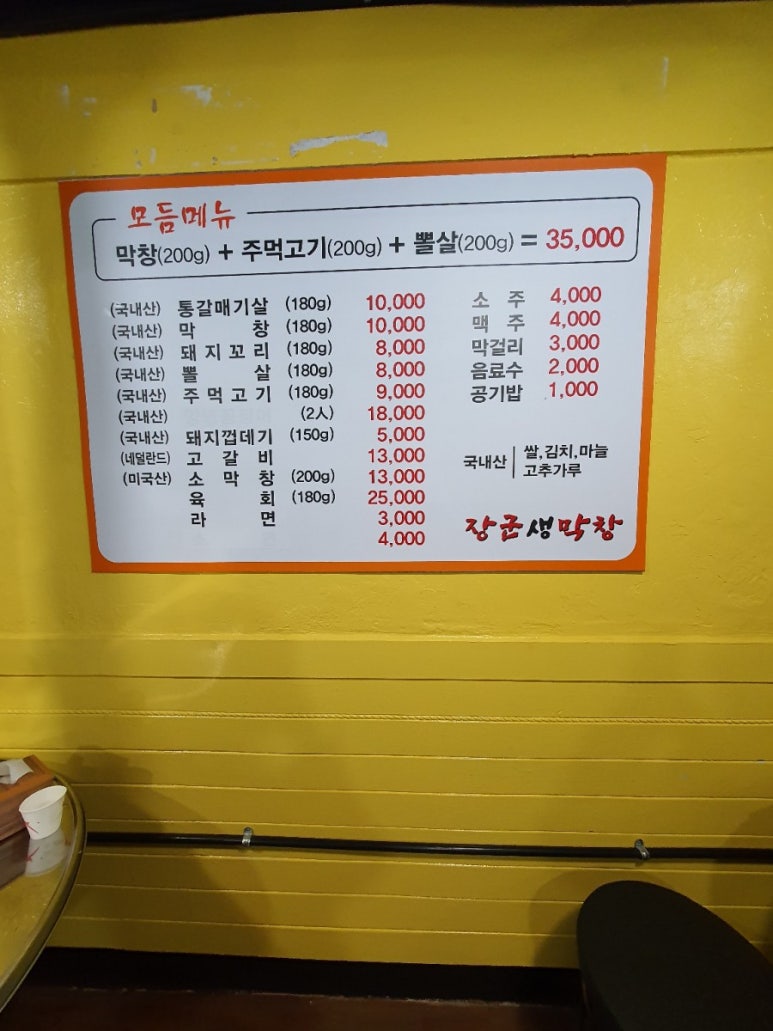 모듬메뉴
막창(200g) + 주먹고기(200g) + 뽈살(200g) = 35,000
(국내산) 통갈매기살 (180g) 10,000
(국내산) 막 창 (180g) 10,000
(국내산) 돼지꼬리 (180g) 8,000
(국내산) 뽈 살 (180g) 8,000
(국내산) 주먹고기 (180g) 9,000
(국내산) (2人) 18,000
(국내산) 돼지껍데기 (150g) 5,000
(네덜란드) 고 갈 비 13,000
(미국산) 소 막 창 (200g) 13,000
육 회 (180g) 25,000
라 면 3,000
4,000
소 주 4,000
맥 주 4,000
막걸리 3,000
음료수 2,000
공기밥 1,000
국내산 쌀,김치,마늘
고추가루
장군생막창